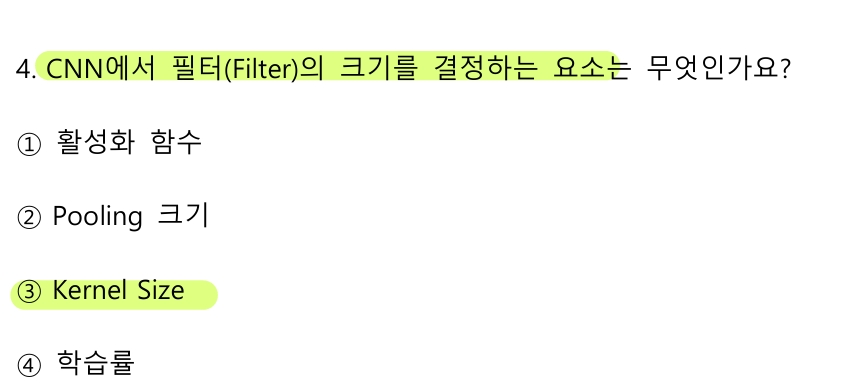 4. CNN에서 필터(Filter)의 크기를 결정하는 요소는 무엇인가요?
① 활성화 함수
② Pooling 크기
③ Kernel Size
④ 학습률